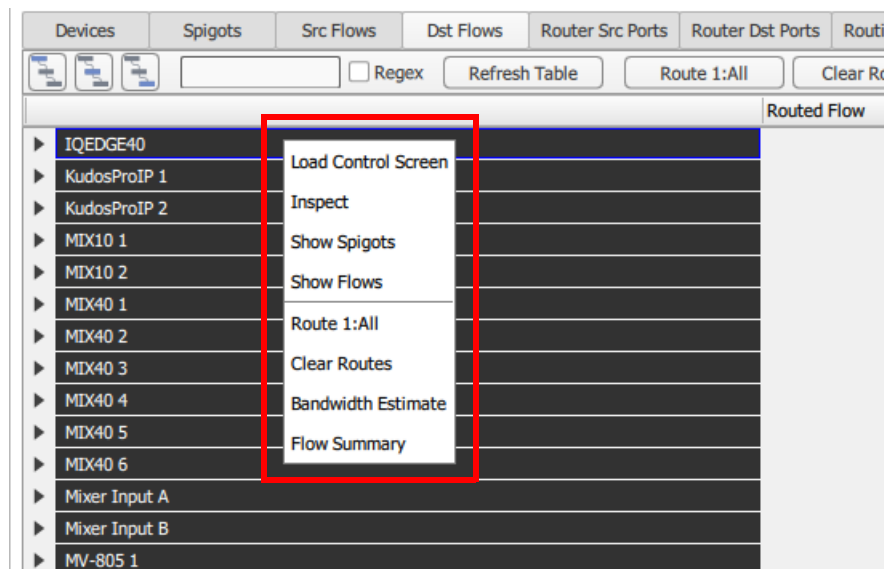 Devices Spigots Src Flows Dst Flows Router Src Ports Router Dst Ports
Regex Refresh Table Route 1:All Clear
Routed Flow
IQEDGE40
KudosProIP 1
KudosProIP 2
MIX10 1
MIX10 2
MIX40 1
MIX40 2
MIX40 3
MIX40 4
MIX40 5
MIX40 6
Mixer Input A
Mixer Input B
MV-805 1
Load Control Screen
Inspect
Show Spigots
Show Flows
Route 1:All
Clear Routes
Bandwidth Estimate
Flow Summary